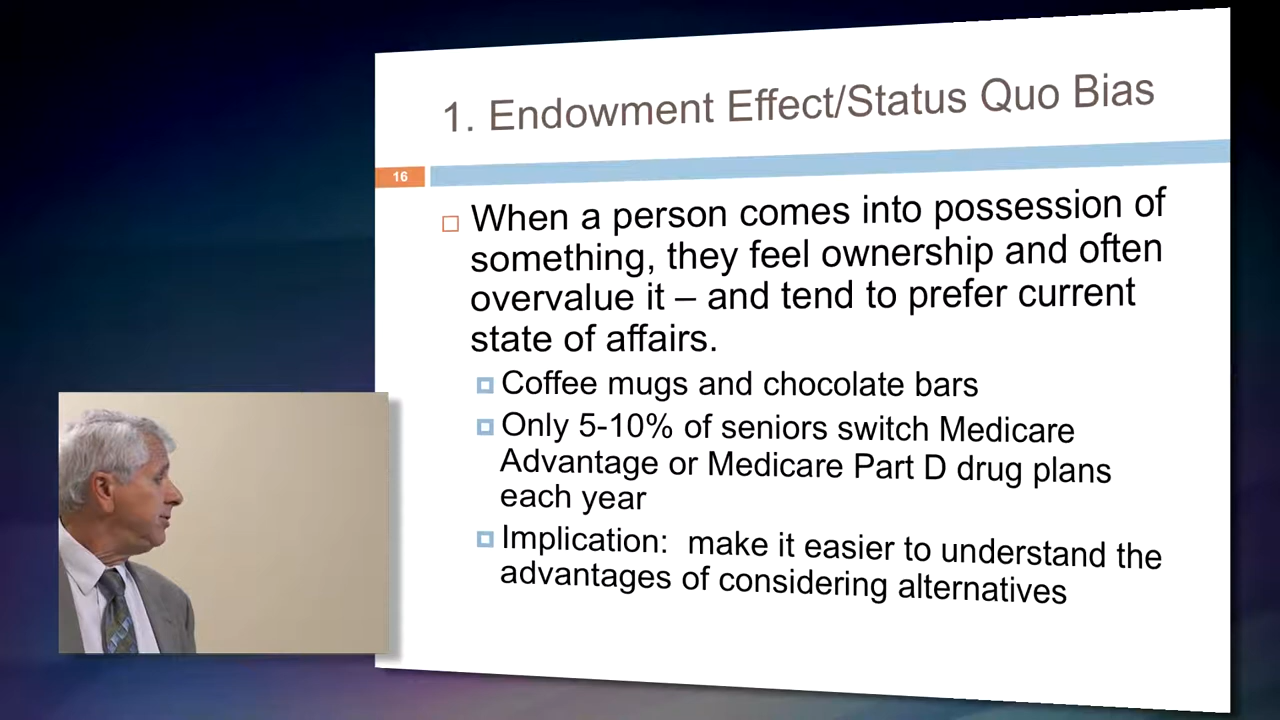 1. Endowment Effect/Status Quo Bias
16
When a person comes into possession of
something, they feel ownership and often
overvalue it – and tend to prefer current
state of affairs.
Coffee mugs and chocolate bars
Only 5-10% of seniors switch Medicare
Advantage or Medicare Part D drug plans
each year
Implication: make it easier to understand the
advantages of considering alternatives